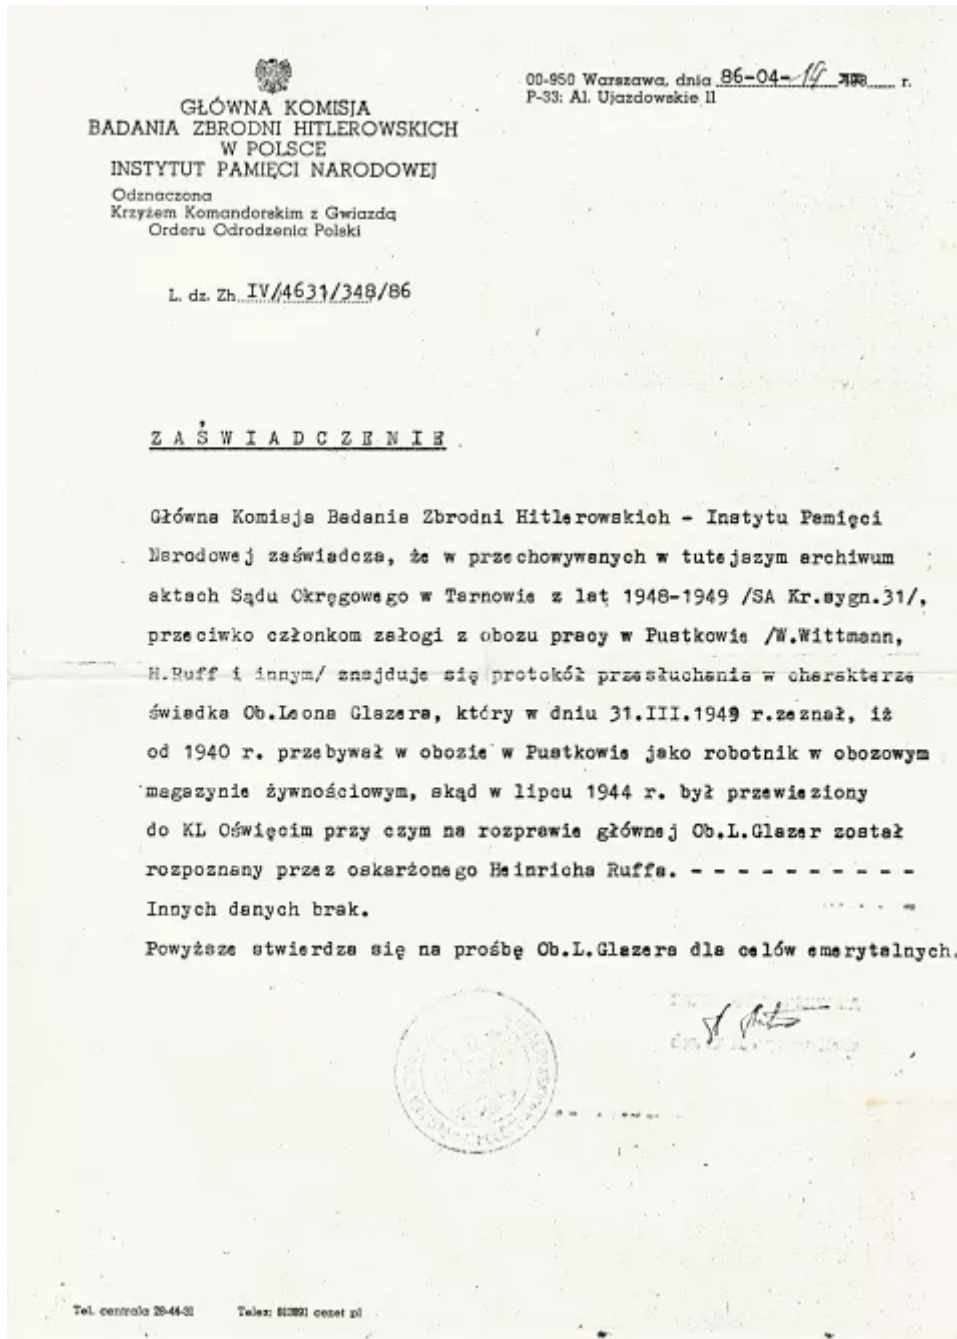 GŁÓWNA KOMISJA
BADANIA ZBRODNI HITLEROWSKICH
W POLSCE
INSTYTUT PAMIĘCI NARODOWEJ
Odznaczona
Krzyżem Komandorskim z Gwiazdą
Orderu Odrodzenia Polski
00-950 Warszawa, dnia 86-04- r.
P-33: Al. Ujazdowskie 11
L. dz. Zh. IV/4631/348/86
ZAŚWIADCZENIE
Główna Komisja Badania Zbrodni Hitlerowskich - Instytu Pamięci
Narodowej zaświadcza, że w przechowywanych w tutejszym archiwum
aktach Sądu Okręgowego w Tarnowie z lat 1948-1949 /SA Kr.sygn.31/,
przeciwko członkom załogi z obozu pracy w Pustkowie /W.Wittmann,
H.Ruff i innym/ znajduje się protokół przesłuchania w charakterze
świadka Ob.Leona Glazera, który w dniu 31.III.1949 r.zeznał, iż
od 1940 r. przebywał w obozie w Pustkowie jako robotnik w obozowym
magazynie żywnościowym, skąd w lipcu 1944 r. był przewieziony
do KL Oświęcim przy czym na rozprawie głównej Ob.L.Glazer został
rozpoznany przez oskarżonego Heinricha Ruffa. - - - - - - - - - -
Innych danych brak.
Powyższe stwierdza się na prośbę Ob.L.Glazera dla celów emerytalnych.
Tel. centrala 28-44-31 Telex: cezet pl